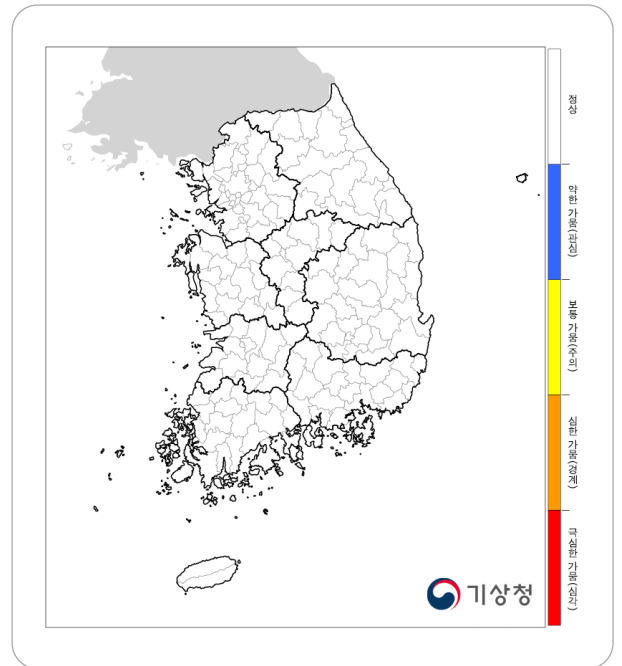 정상
약한 가뭄(관심)
보통 가뭄(주의)
심한 가뭄(경계)
극심한 가뭄(심각)
기상청